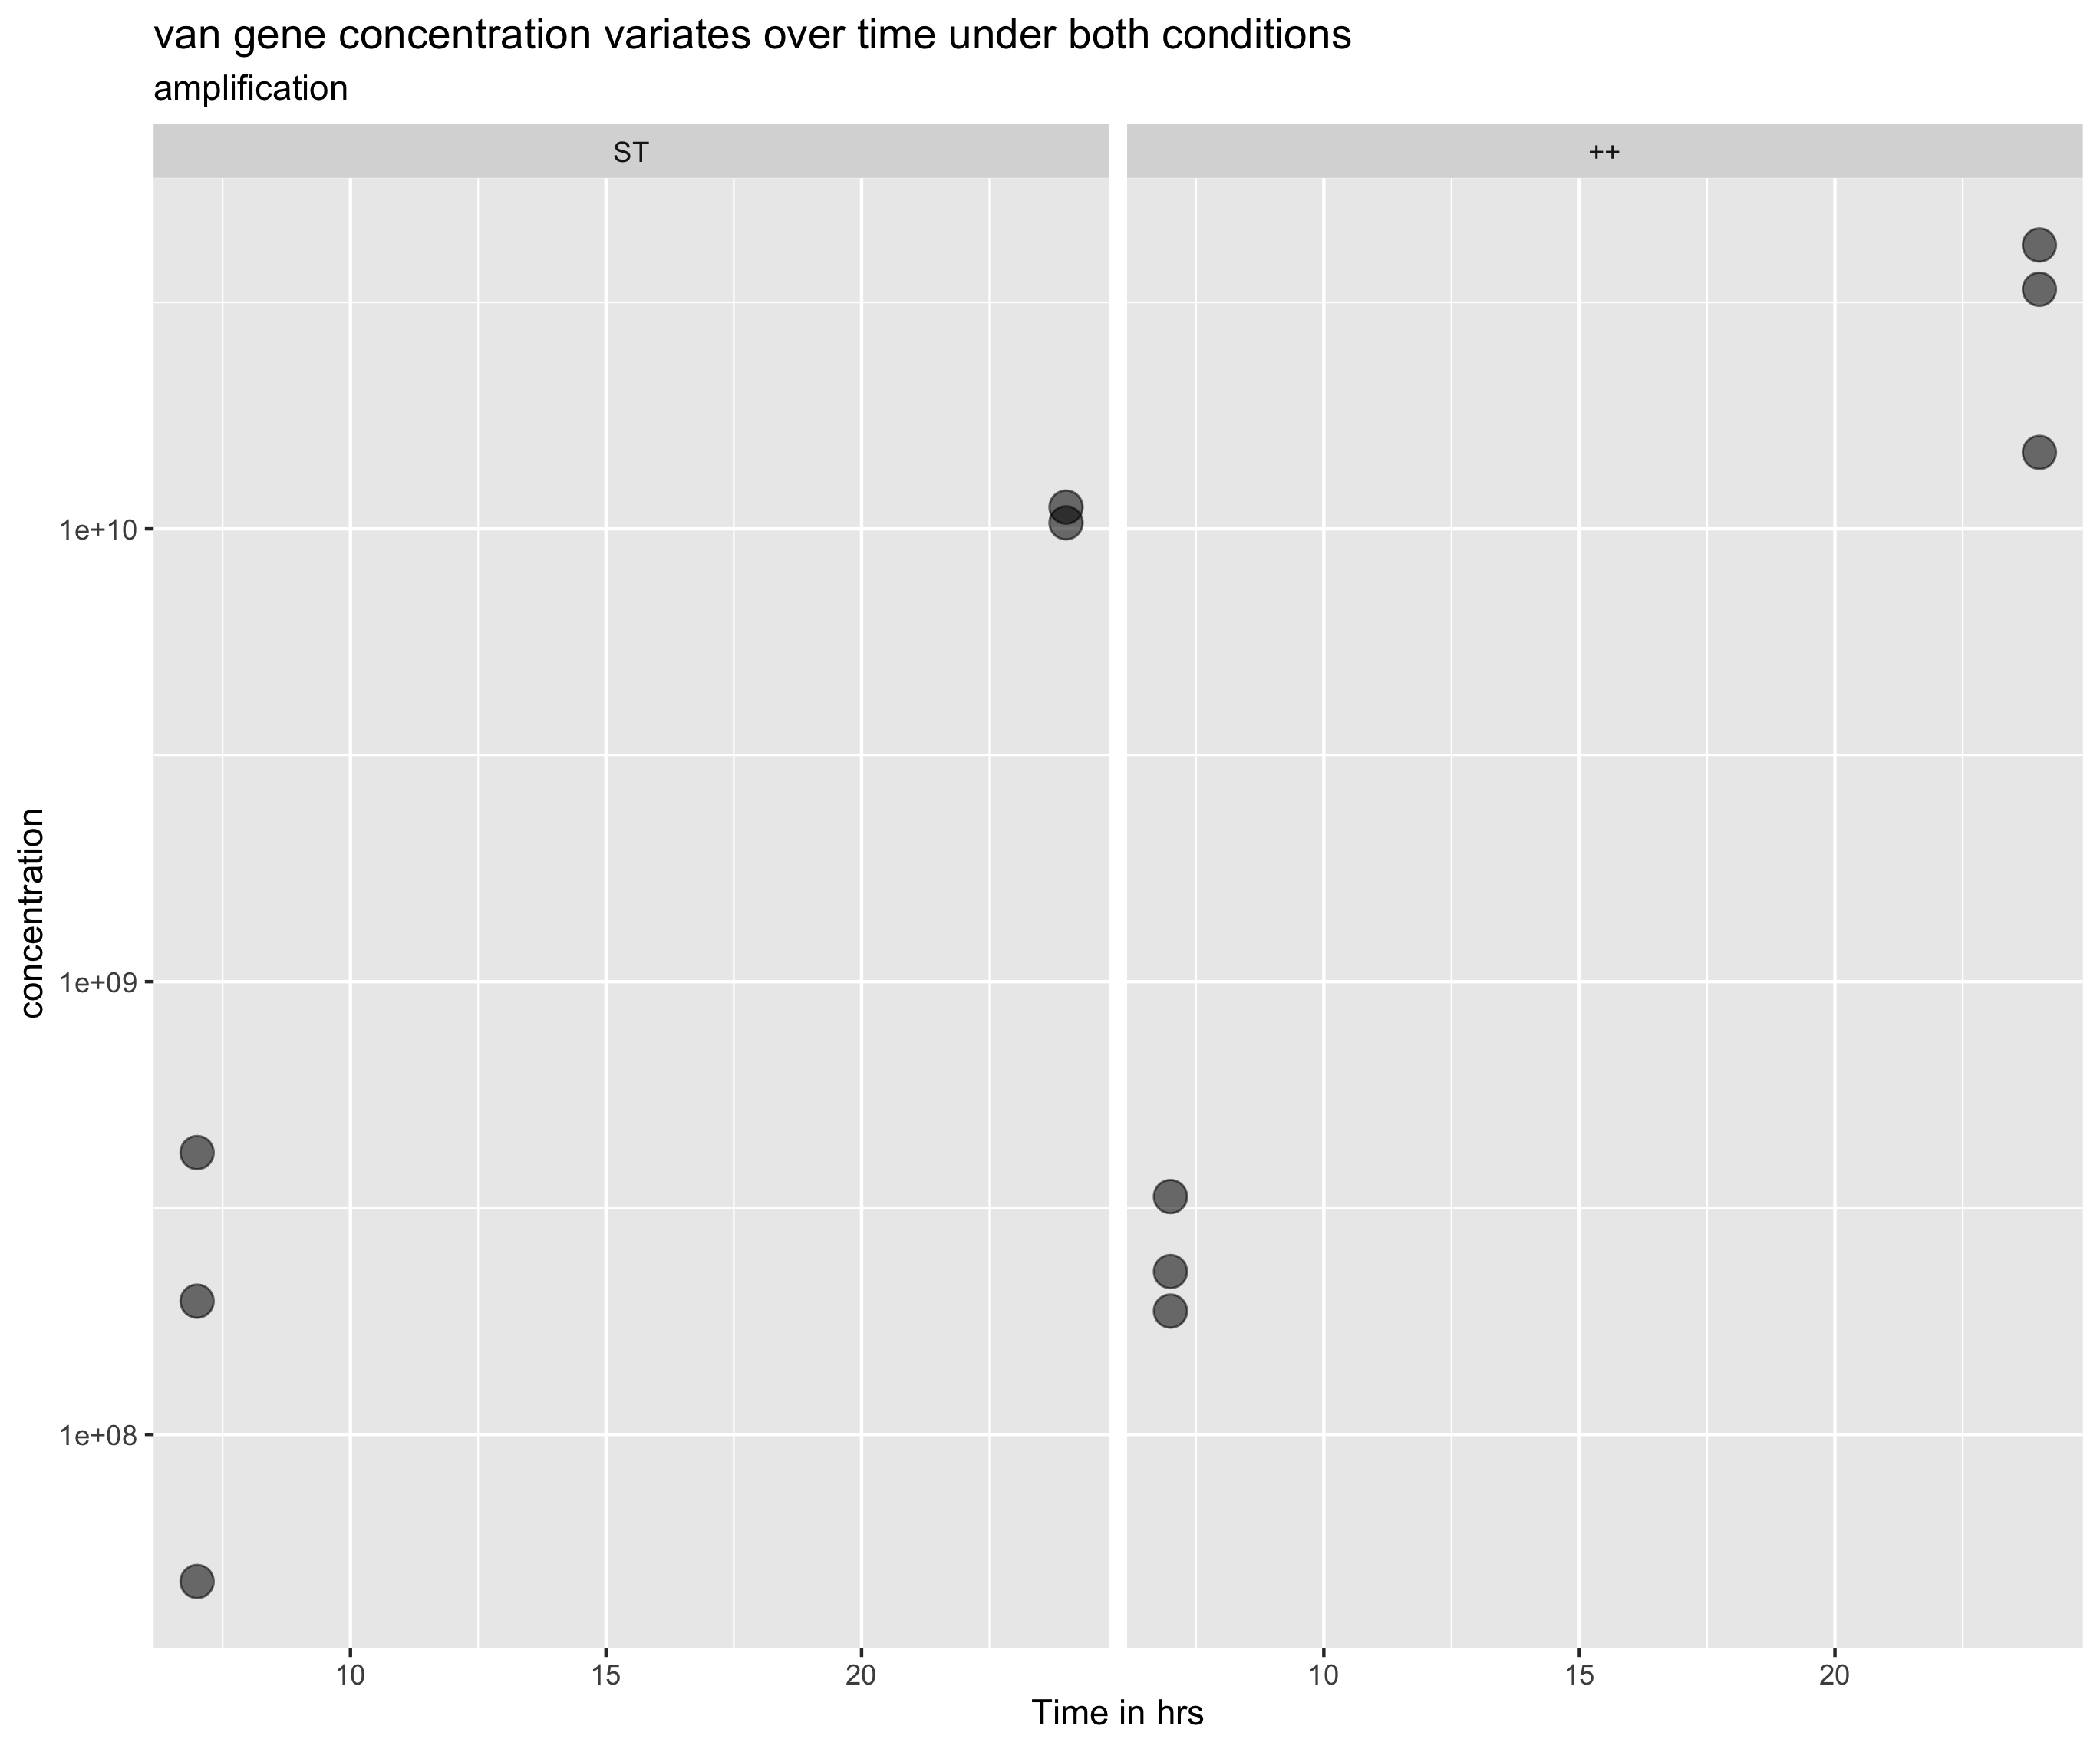 van gene concentration variates over time under both conditions
amplification
ST
++
concentration
1e+10
1e+09
1e+08
10
15
20
10
15
20
Time in hrs